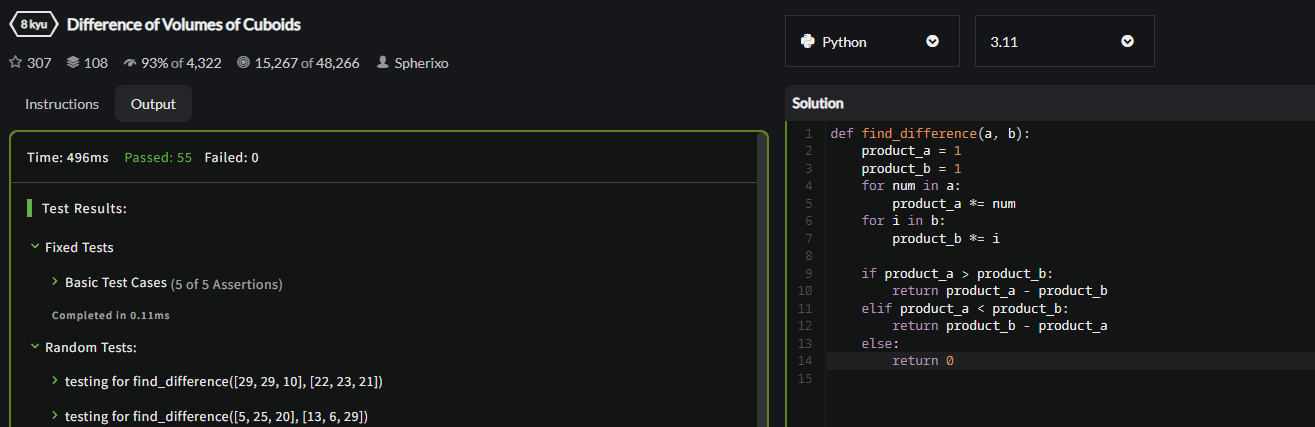 8 kyu Difference of Volumes of Cuboids
307 108 93% of 4,322 15,267 of 48,266 Spherixo
Instructions Output
Time: 496ms Passed: 55 Failed: 0
Test Results:
Fixed Tests
Basic Test Cases (5 of 5 Assertions)
Completed in 0.11ms
Random Tests:
testing for find_difference([29, 29, 10], [22, 23, 21])
testing for find_difference([5, 25, 20], [13, 6, 29])
Python 3.11
Solution
1 def find_difference(a, b):
2     product_a = 1
3     product_b = 1
4     for num in a:
5         product_a *= num
6     for i in b:
7         product_b *= i
8
9     if product_a > product_b:
10         return product_a - product_b
11     elif product_a < product_b:
12         return product_b - product_a
13     else:
14         return 0
15